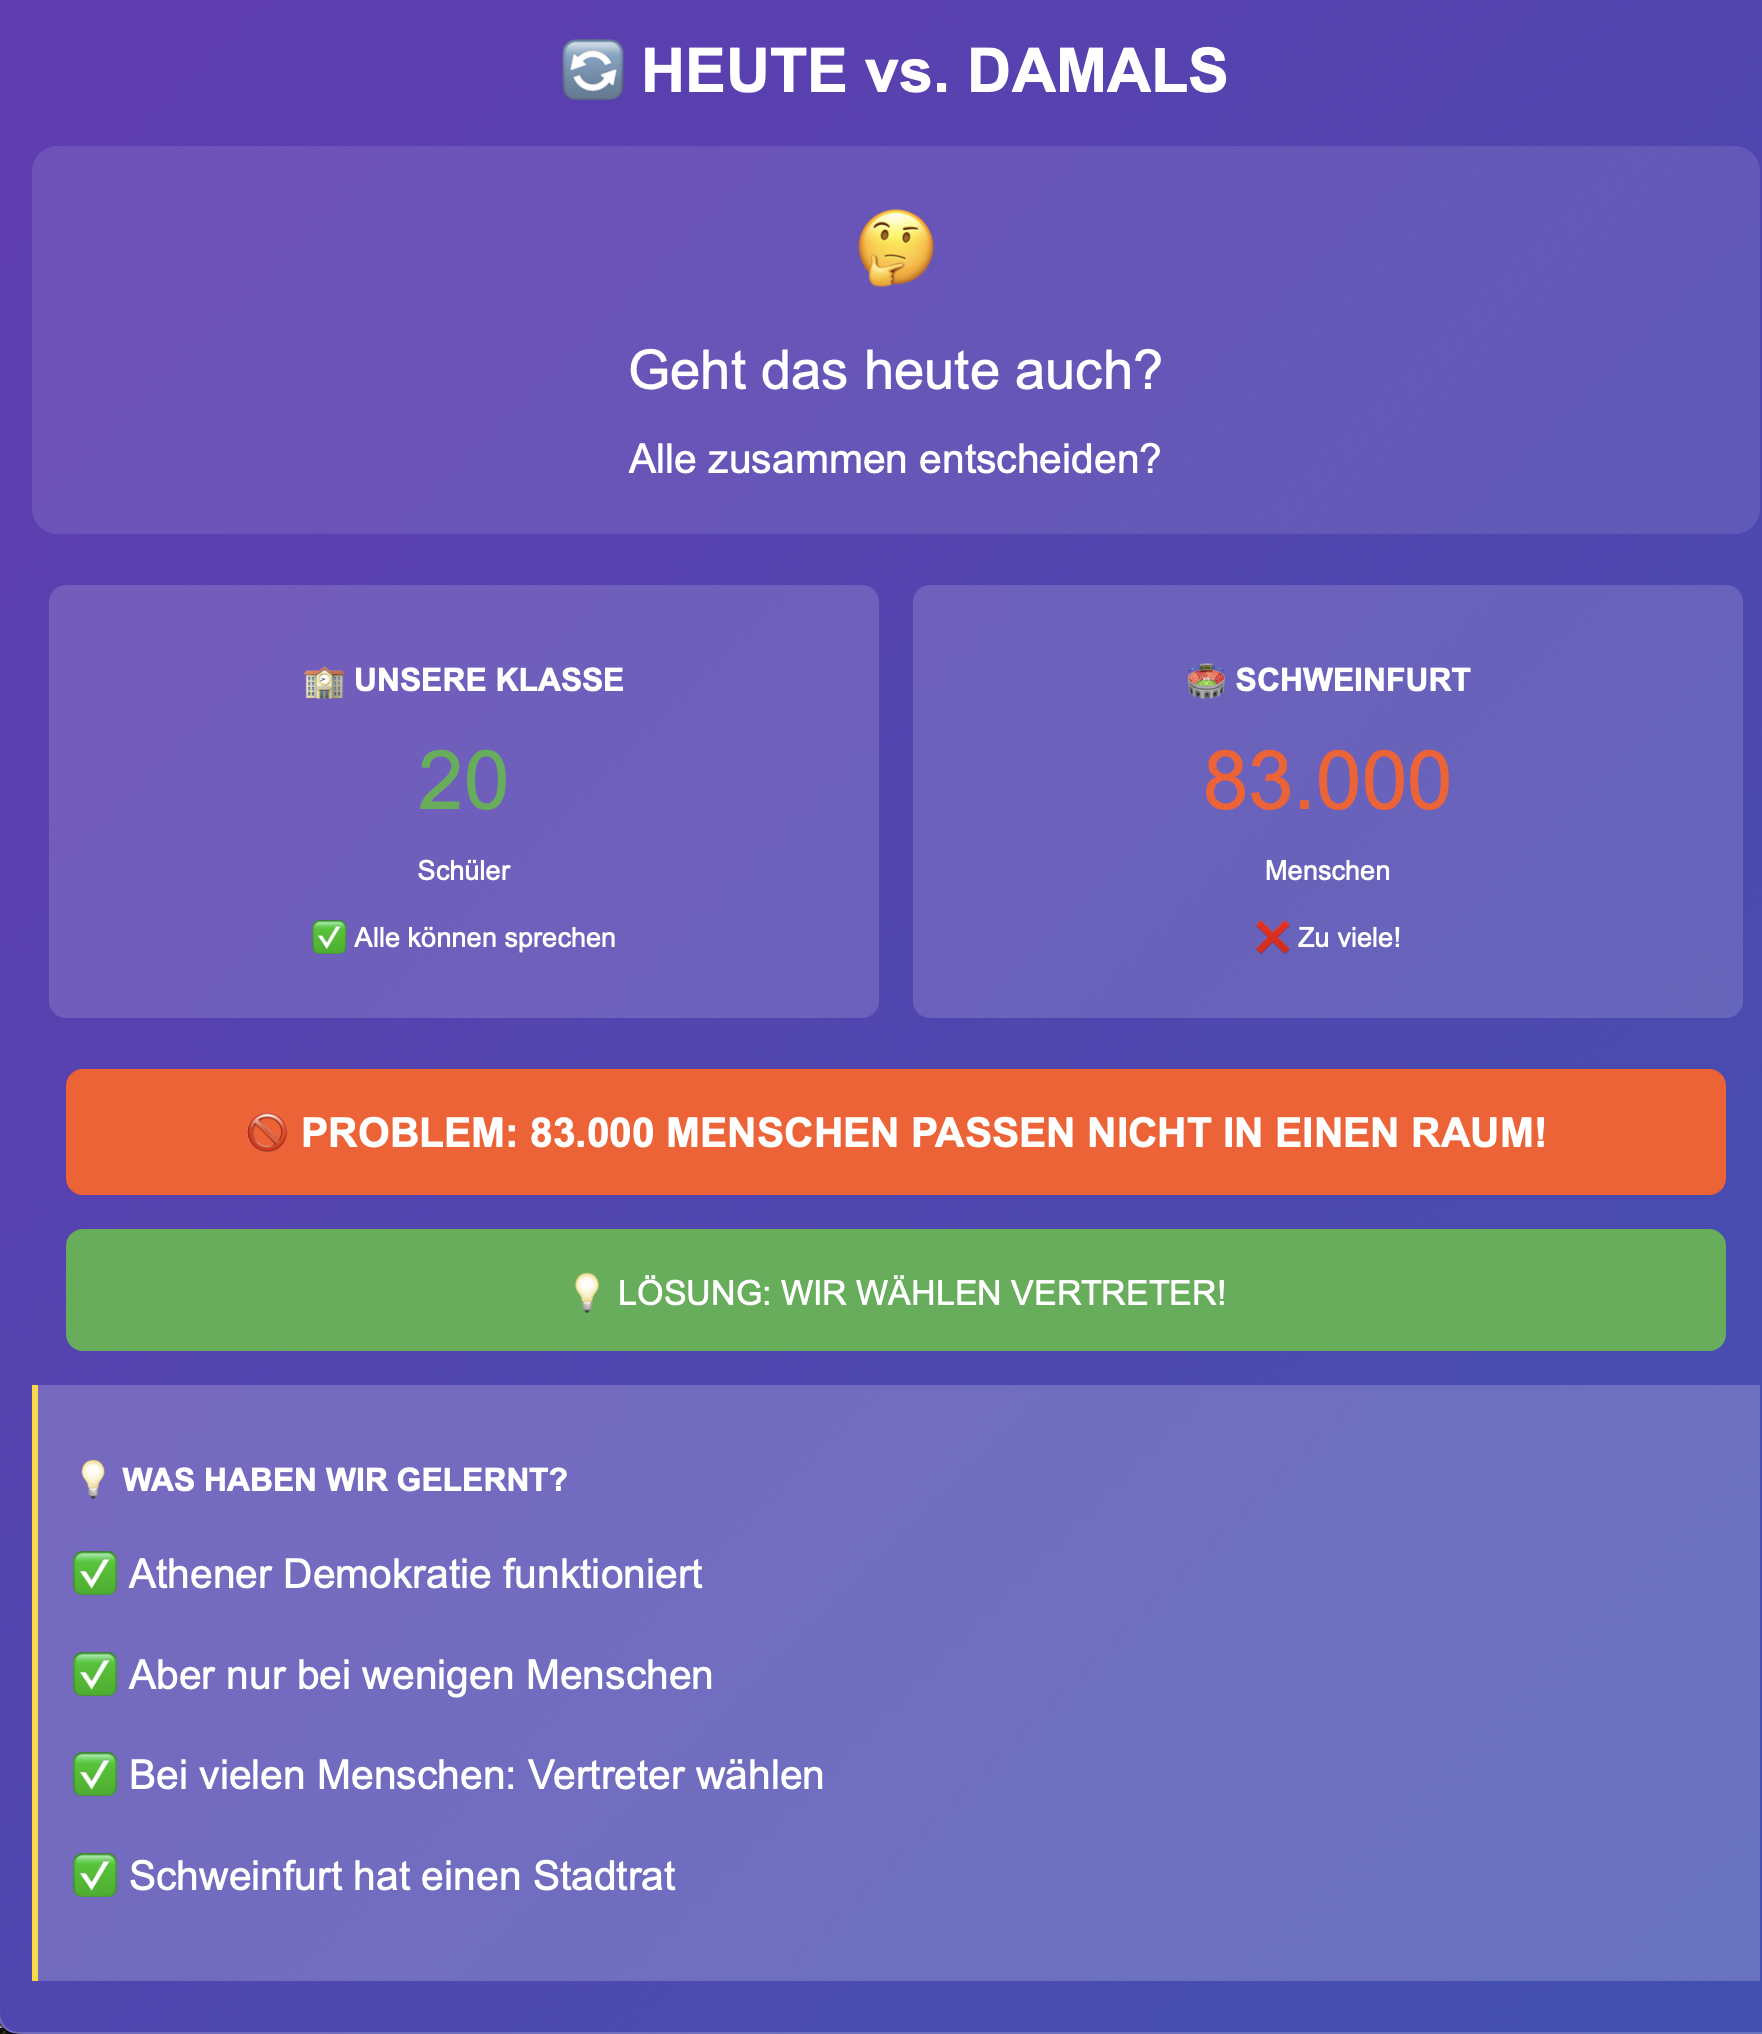 🔄 HEUTE vs. DAMALS
🤔
Geht das heute auch?
Alle zusammen entscheiden?
🏫 UNSERE KLASSE
20
Schüler
✅ Alle können sprechen
🏟️ SCHWEINFURT
83.000
Menschen
❌ Zu viele!
🚫 PROBLEM: 83.000 MENSCHEN PASSEN NICHT IN EINEN RAUM!
💡 LÖSUNG: WIR WÄHLEN VERTRETER!
💡 WAS HABEN WIR GELERNT?
✅ Athener Demokratie funktioniert
✅ Aber nur bei wenigen Menschen
✅ Bei vielen Menschen: Vertreter wählen
✅ Schweinfurt hat einen Stadtrat